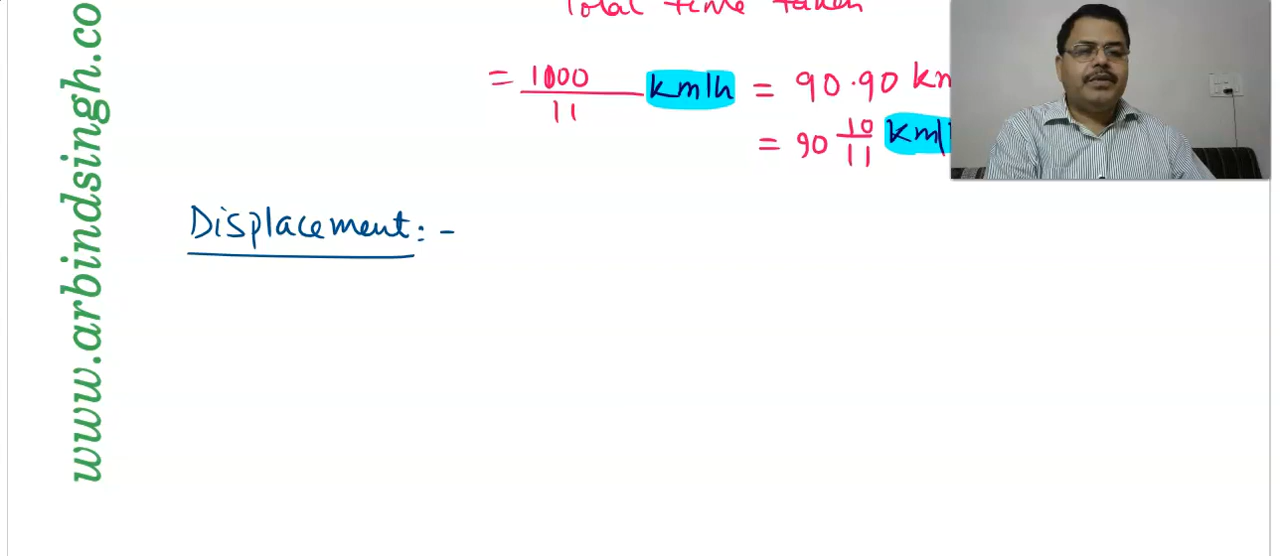 Total time taken
= 1000/11 km/h = 90.90 km
= 90 10/11 km/
Displacement: -
www.arbindsingh.co